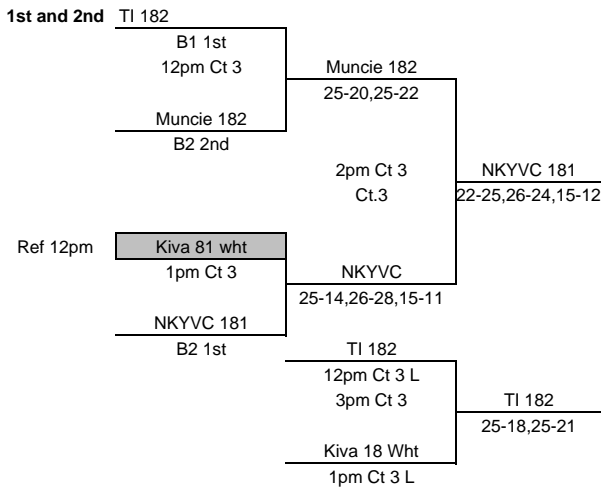 1st and 2nd TI 182
B1 1st
12pm Ct 3
Muncie 182
25-20,25-22
Muncie 182
B2 2nd
2pm Ct 3
Ct.3
NKYVC 181
22-25,26-24,15-12
Ref 12pm
Kiva 81 wht
1pm Ct 3
NKYVC
25-14,26-28,15-11
NKYVC 181
B2 1st
TI 182
12pm Ct 3 L
3pm Ct 3
TI 182
25-18,25-21
Kiva 18 Wht
1pm Ct 3 L